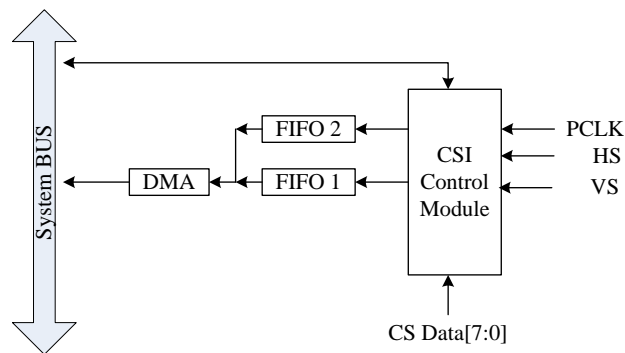 System BUS
FIFO 2
DMA
FIFO 1
CSI
Control
Module
PCLK
HS
VS
CS Data[7:0]